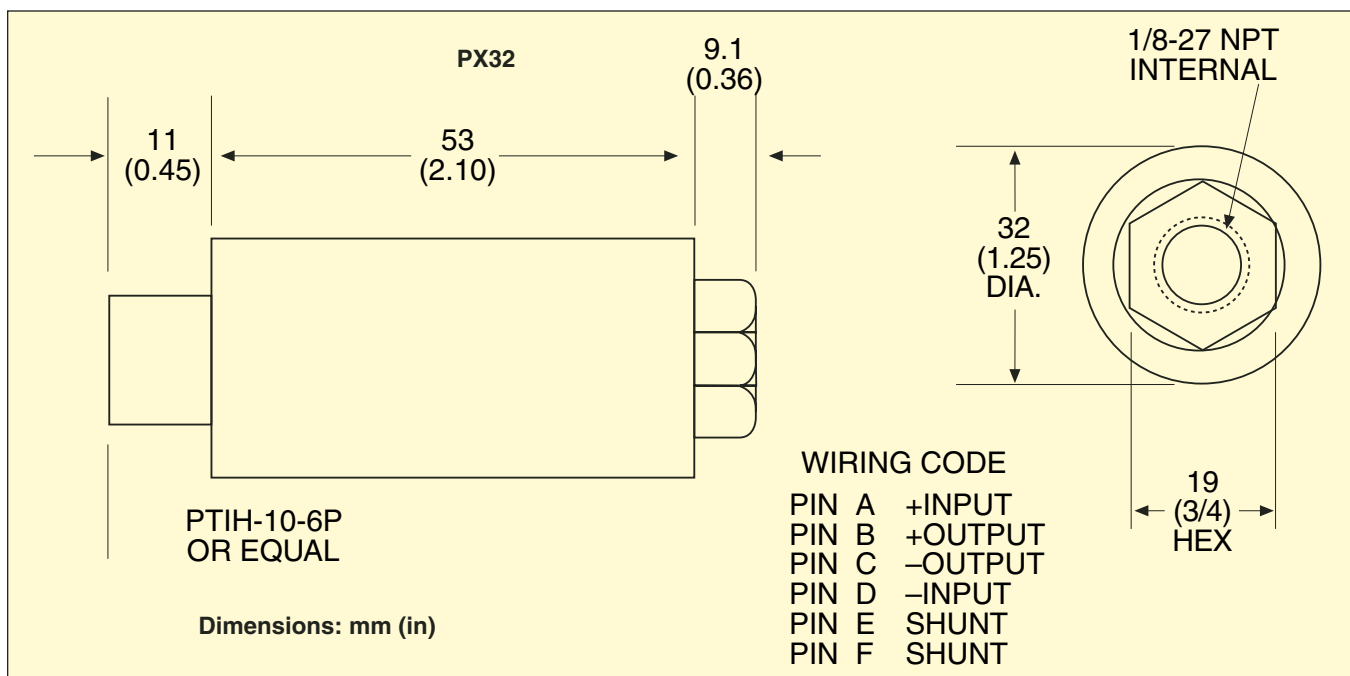 PX32
9.1
(0.36)
11
(0.45)
53
(2.10)
1/8-27 NPT
INTERNAL
32
(1.25)
DIA.
19
(3/4)
HEX
PTIH-10-6P
OR EQUAL
Dimensions: mm (in)
WIRING CODE
PIN A +INPUT
PIN B +OUTPUT
PIN C –OUTPUT
PIN D –INPUT
PIN E SHUNT
PIN F SHUNT